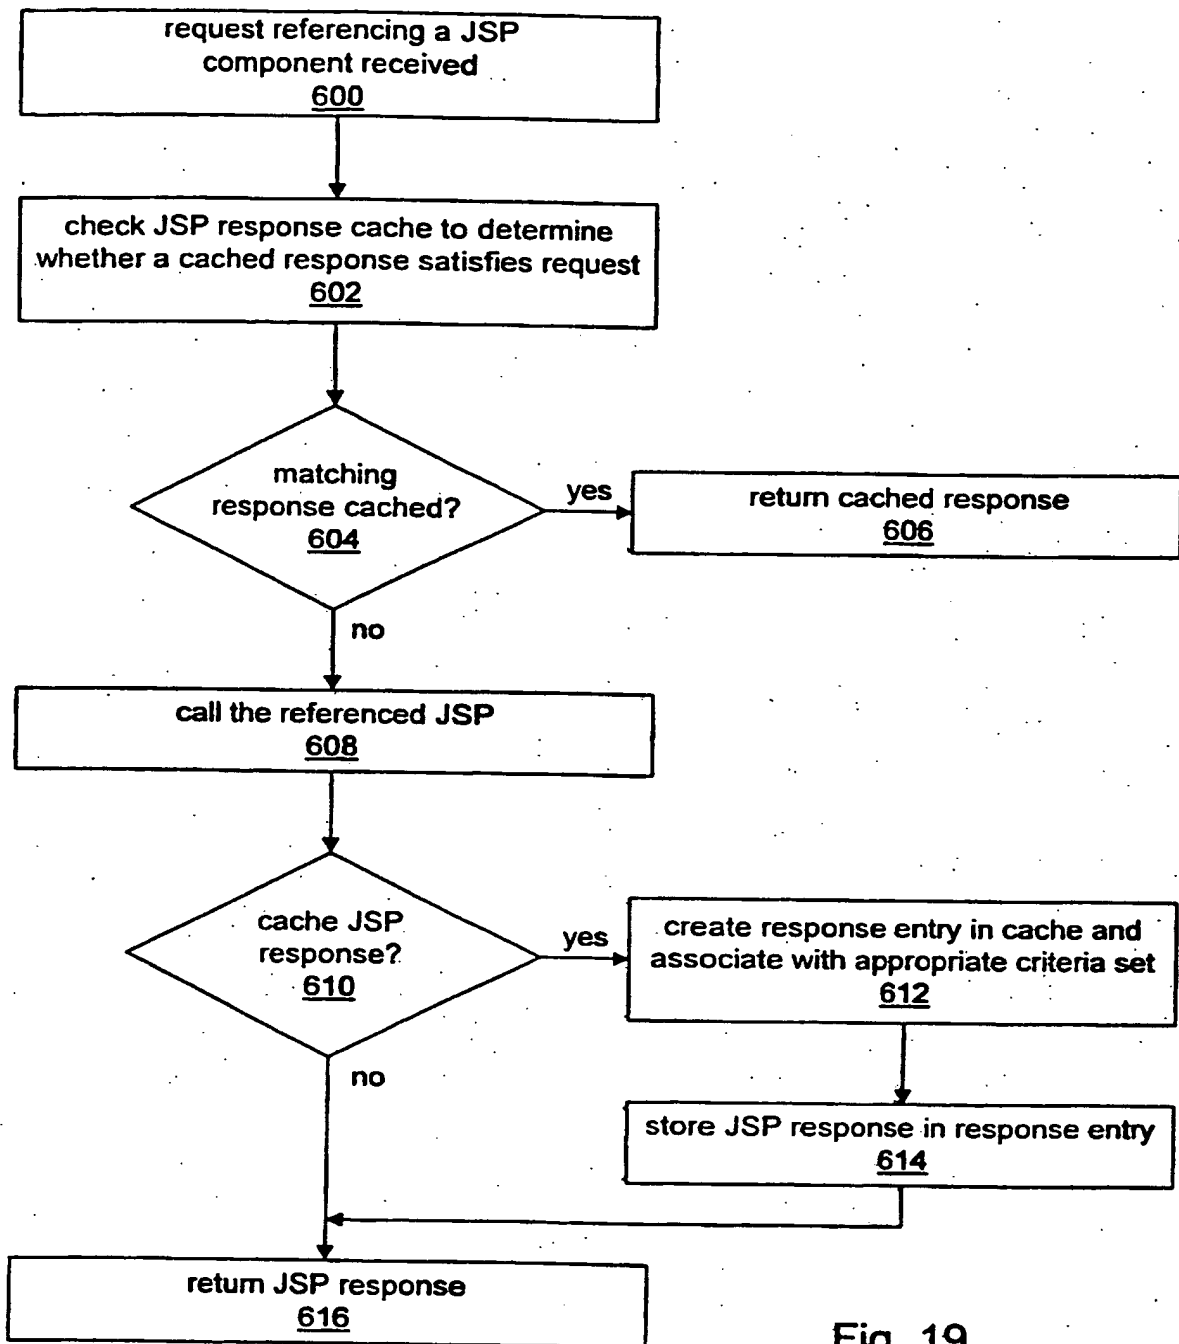 request referencing a JSP
component received
600
check JSP response cache to determine
whether a cached response satisfies request
602
matching
response cached?
604
yes
return cached response
606
no
call the referenced JSP
608
cache JSP
response?
610
yes
create response entry in cache and
associate with appropriate criteria set
612
no
store JSP response in response entry
614
return JSP response
616
Fig. 19